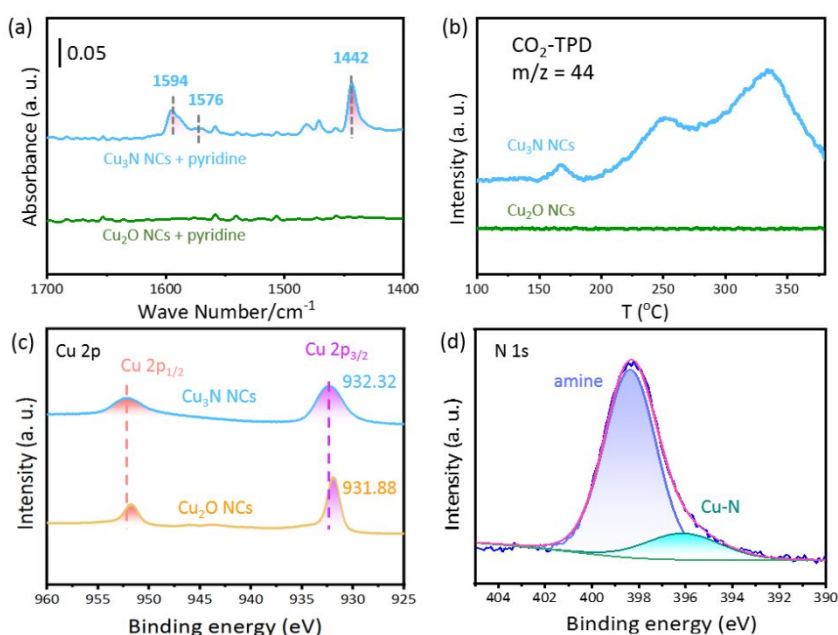 (a)
0.05
1594
1576
1442
Cu₃N NCs + pyridine
Cu₂O NCs + pyridine
Absorbance (a. u.)
1700
1600
1500
1400
Wave Number/cm⁻¹
(b)
CO₂-TPD
m/z = 44
Cu₃N NCs
Cu₂O NCs
Intensity (a. u.)
100
150
200
250
300
350
T (°C)
(c)
Cu 2p
Cu 2p₁/₂
Cu 2p₃/₂
932.32
Cu₃N NCs
931.88
Cu₂O NCs
Intensity (a. u.)
960
955
950
945
940
935
930
925
Binding energy (eV)
(d)
N 1s
amine
Cu-N
Intensity (a. u.)
404
402
400
398
396
394
392
390
Binding energy (eV)